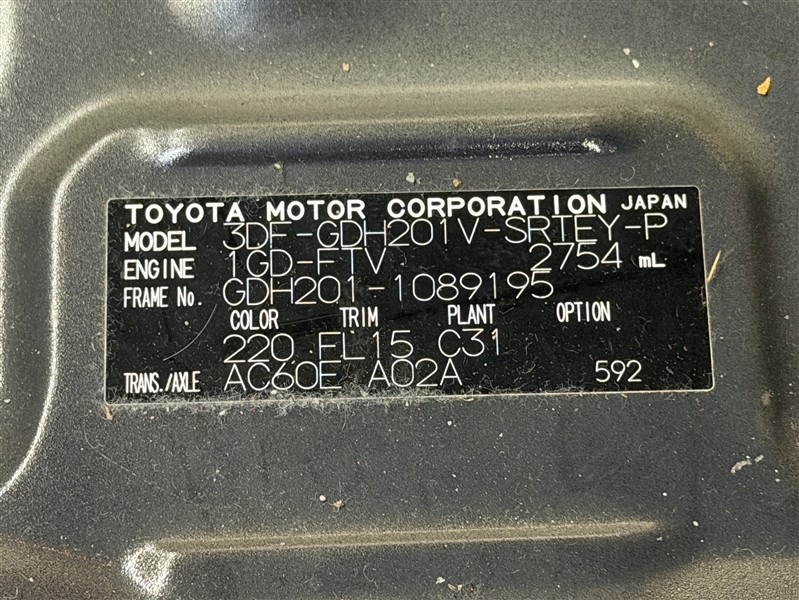 TOYOTA MOTOR CORPORATION JAPAN
MODEL 3DF-GDH201V-SRTEY-P
ENGINE 1GD-FTV 2754 mL
FRAME No. GDH201-1089195
COLOR TRIM PLANT OPTION
220 FL15 C31
TRANS./AXLE AC60E A02A 592